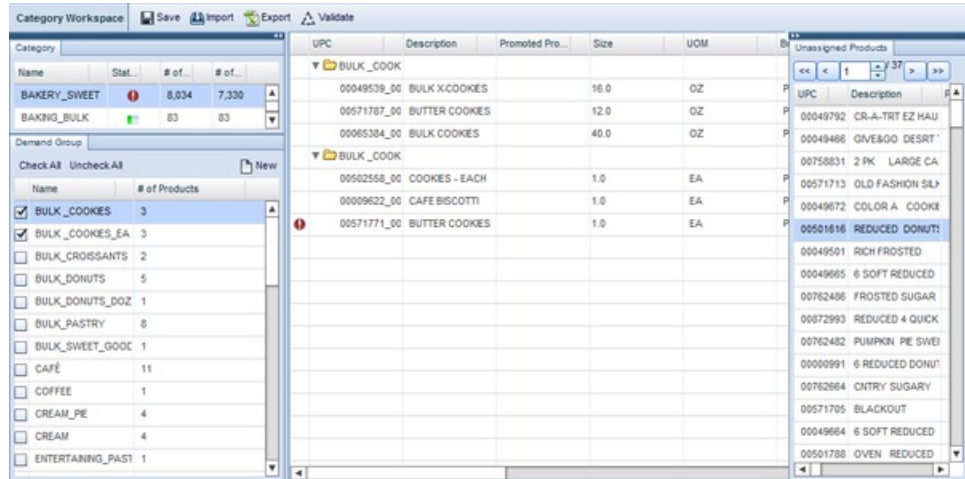 Category Workspace Save Import Export Validate
Category
Name Stat... # of... # of...
BAKERY_SWEET 8,034 7,330
BAKING_BULK 83 83
Demand Group
Check All Uncheck All New
Name # of Products
BULK_COOKIES 3
BULK_COOKIES_EA 3
BULK_CROISSANTS 2
BULK_DONUTS 5
BULK_DONUTS_DOZ 1
BULK_PASTRY 8
BULK_SWEET_GOOD 1
CAFÉ 11
COFFEE 1
CREAM_PIE 4
CREAM 4
ENTERTAINING_PAST 1
UPC Description Promoted Pro... Size UOM
BULK_COOK
00049539_00 BULK X.COOKIES 16.0 OZ P
00571787_00 BUTTER COOKIES 12.0 OZ P
00065384_00 BULK COOKIES 40.0 OZ P
BULK_COOK
00502558_00 COOKIES - EACH 1.0 EA P
00009622_00 CAFE BISCOTTI 1.0 EA P
00571771_00 BUTTER COOKIES 1.0 EA P
Unassigned Products
<< < 1 / 37 > >>
UPC Description
00049792 CR-A-TRT EZ HAU
00049466 GIVE&GO DESRT
00758831 2 PK LARGE CA
00571713 OLD FASHION SILK
00049672 COLOR A COOKIE
00501616 REDUCED DONUTS
00049501 RICH FROSTED
00049665 6 SOFT REDUCED
00762486 FROSTED SUGAR
00872993 REDUCED 4 QUICK
00762482 PUMPKIN PIE SWEE
00000991 6 REDUCED DONUT
00762664 CNTRY SUGARY
00571705 BLACKOUT
00049664 6 SOFT REDUCED
00501788 OVEN REDUCED